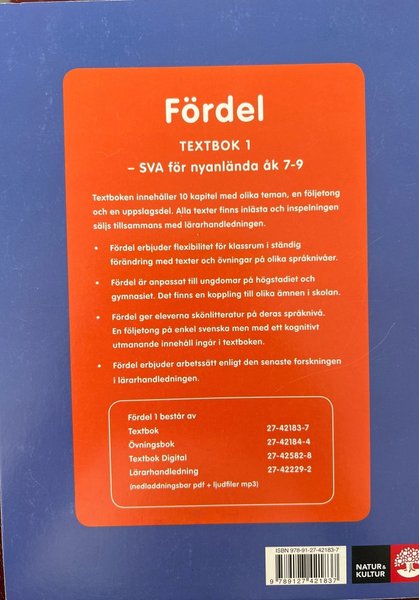 Fördel
TEXTBOK 1
– SVA för nyanlända åk 7-9
Textboken innehåller 10 kapitel med olika teman, en följetong
och en uppslagsdel. Alla texter finns inlästa och inspelningen
säljs tillsammans med lärarhandledningen.
• Fördel erbjuder flexibilitet för klassrum i ständig
förändring med texter och övningar på olika språknivåer.
• Fördel är anpassat till ungdomar på högstadiet och
gymnasiet. Det finns en koppling till olika ämnen i skolan.
• Fördel ger eleverna skönlitteratur på deras språknivå.
En följetong på enkel svenska men med ett kognitivt
utmanande innehåll ingår i textboken.
• Fördel erbjuder arbetssätt enligt den senaste forskningen
i lärarhandledningen.
Fördel 1 består av
Textbok 27-42183-7
Övningsbok 27-42184-4
Textbok Digital 27-42582-8
Lärarhandledning 27-42229-2
(nedladdningsbar pdf + ljudfiler mp3)
ISBN 978-91-27-42183-7
9 789127 421837
NATUR &
KULTUR